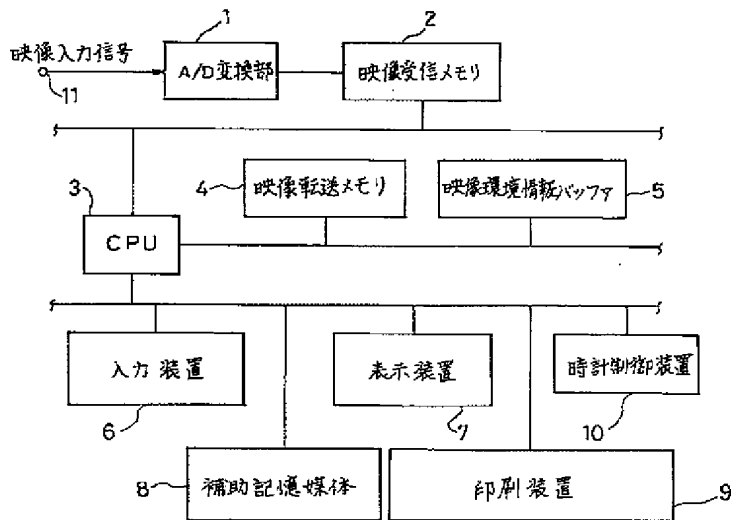 1
2
映像入力信号
A/D変換部
映像受信メモリ
11
3
4
映像転送メモリ
映像環境情報バッファ
5
CPU
入力装置
表示装置
時計制御装置
6
7
10
8
補助記憶媒体
印刷装置
9